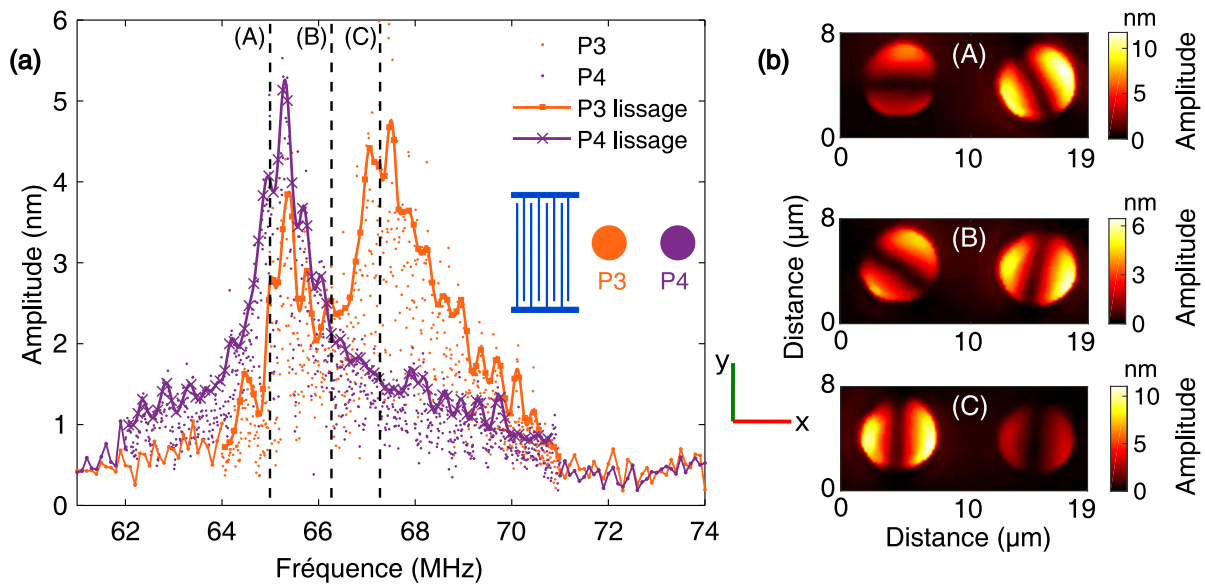 (a)
6
5
4
3
2
1
0
Amplitude (nm)
(A)
(B)
(C)
P3
P4
P3 lissage
P4 lissage
P3
P4
62 64 66 68 70 72 74
Fréquence (MHz)
y
x
(b)
8
0
(A)
0 10 19
nm
10
5
0
Amplitude
Distance (μm)
8
0
(B)
0 10 19
nm
6
3
0
Amplitude
8
0
(C)
0 10 19
nm
10
5
0
Amplitude
Distance (μm)